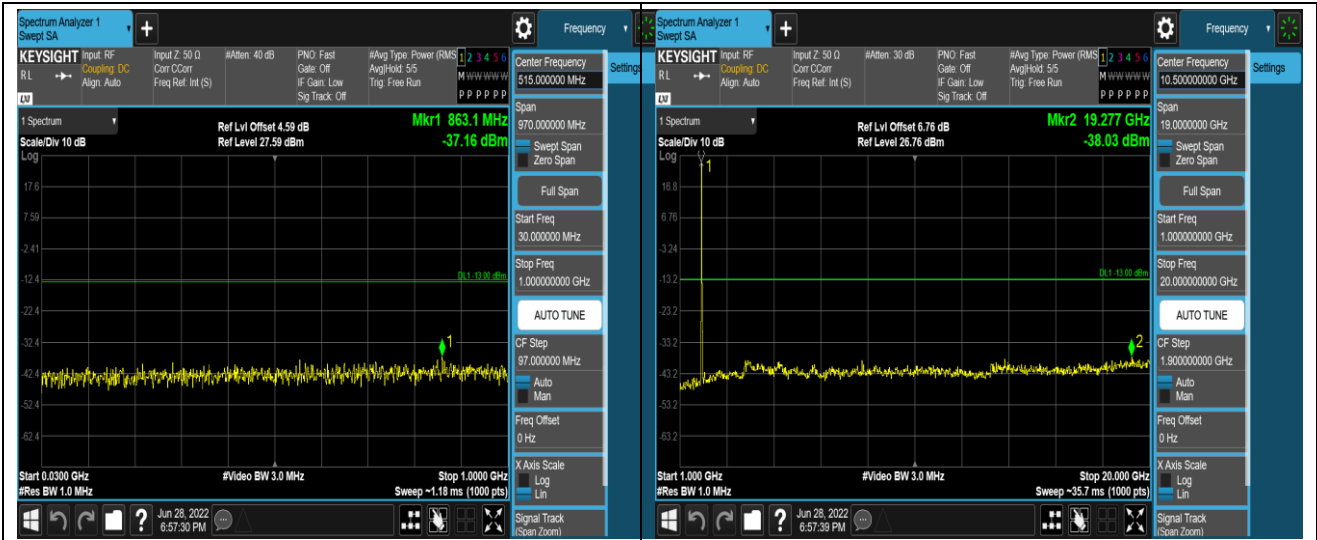 Spectrum Analyzer 1
Swept SA
Frequency
KEYSIGHT
RL
LXI
Input: RF
Coupling: DC
Align: Auto
Input Z: 50 Ω
Corr CCorr
Freq Ref: Int (S)
#Atten: 40 dB
PNO: Fast
Gate: Off
IF Gain: Low
Sig Track: Off
#Avg Type: Power (RMS
Avg|Hold: 5/5
Trig: Free Run
1 2 3 4 5 6
M W W W W W
P P P P P P
Center Frequency
515.000000 MHz
Settings
Span
970.000000 MHz
Swept Span
Zero Span
Full Span
Start Freq
30.000000 MHz
Stop Freq
1.000000000 GHz
AUTO TUNE
CF Step
97.000000 MHz
Auto
Man
Freq Offset
0 Hz
X Axis Scale
Log
Lin
Signal Track
(Span Zoom)
1 Spectrum
Scale/Div 10 dB
Log
Ref Lvl Offset 4.59 dB
Ref Level 27.59 dBm
Mkr1 863.1 MHz
-37.16 dBm
17.6
7.59
-2.41
DL1 -13.00 dBm
-12.4
-22.4
-32.4
1
-42.4
-52.4
-62.4
Start 0.0300 GHz
#Video BW 3.0 MHz
Stop 1.0000 GHz
#Res BW 1.0 MHz
Sweep ~1.18 ms (1000 pts)
?
Jun 28, 2022
6:57:30 PM
Spectrum Analyzer 1
Swept SA
Frequency
KEYSIGHT
RL
LXI
Input: RF
Coupling: DC
Align: Auto
Input Z: 50 Ω
Corr CCorr
Freq Ref: Int (S)
#Atten: 30 dB
PNO: Fast
Gate: Off
IF Gain: Low
Sig Track: Off
#Avg Type: Power (RMS
Avg|Hold: 5/5
Trig: Free Run
1 2 3 4 5 6
M W W W W W
P P P P P P
Center Frequency
10.500000000 GHz
Settings
Span
19.0000000 GHz
Swept Span
Zero Span
Full Span
Start Freq
1.000000000 GHz
Stop Freq
20.000000000 GHz
AUTO TUNE
CF Step
1.900000000 GHz
Auto
Man
Freq Offset
0 Hz
X Axis Scale
Log
Lin
Signal Track
(Span Zoom)
1 Spectrum
Scale/Div 10 dB
Log
Ref Lvl Offset 6.76 dB
Ref Level 26.76 dBm
Mkr2 19.277 GHz
-38.03 dBm
1
16.8
6.76
-3.24
DL1 -13.00 dBm
-13.2
-23.2
-33.2
2
-43.2
-53.2
-63.2
Start 1.000 GHz
#Video BW 3.0 MHz
Stop 20.000 GHz
#Res BW 1.0 MHz
Sweep ~35.7 ms (1000 pts)
?
Jun 28, 2022
6:57:39 PM